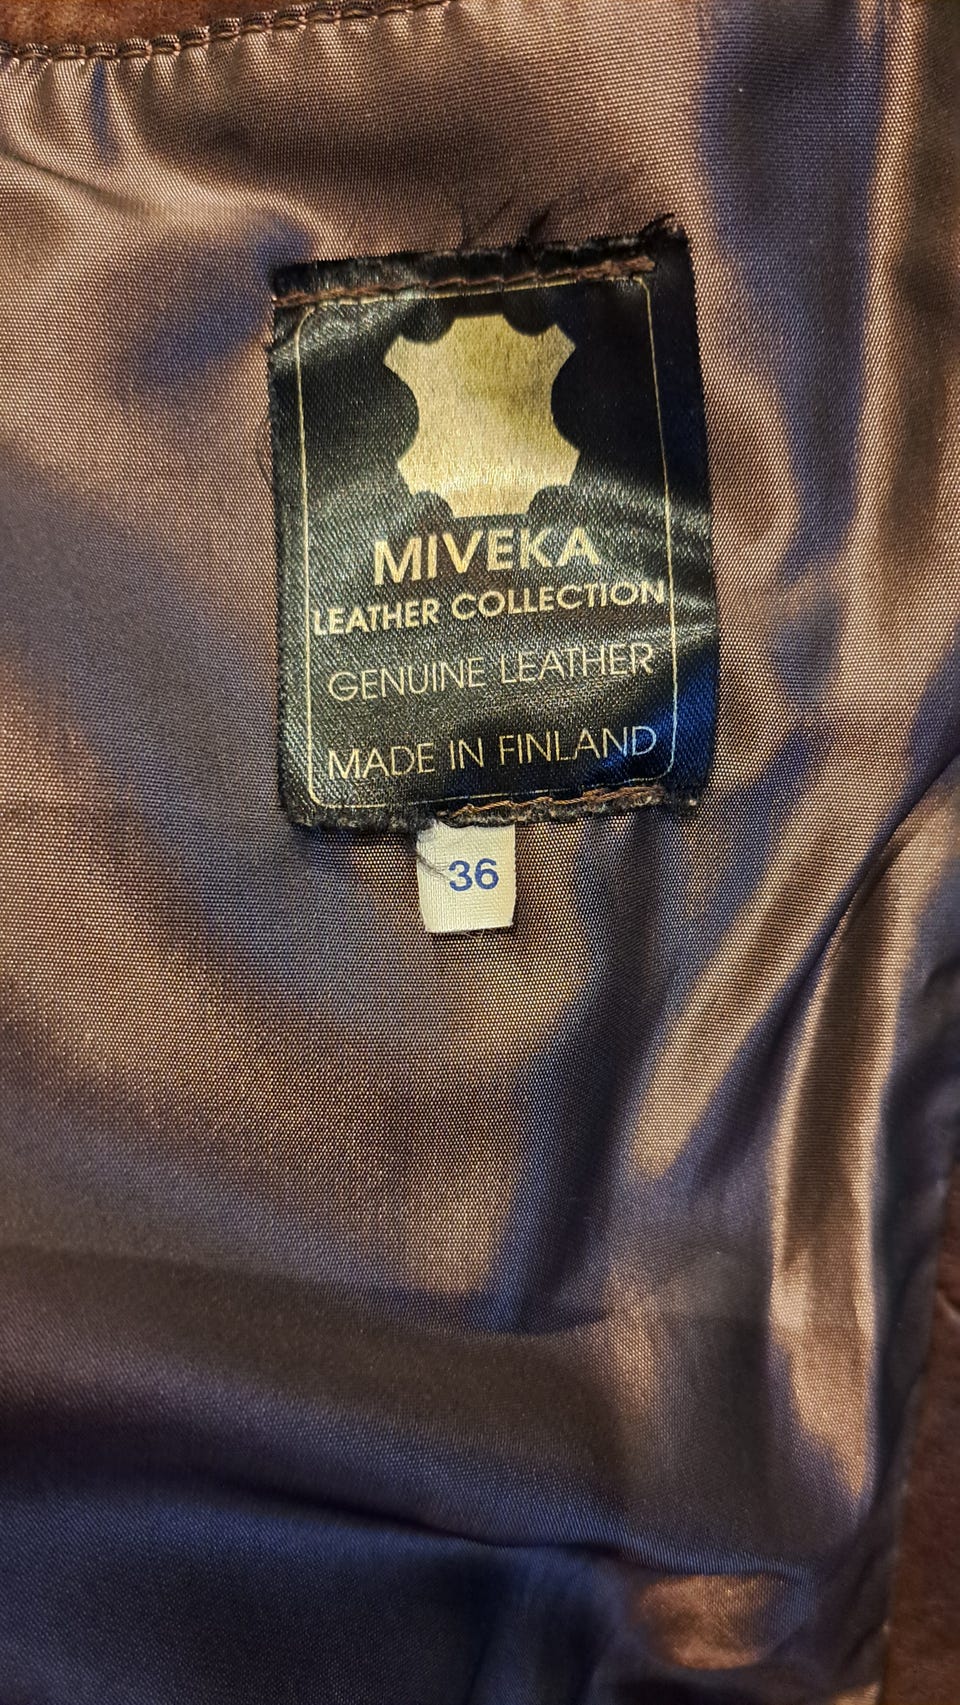 MIVEKA
LEATHER COLLECTION
GENUINE LEATHER
MADE IN FINLAND
36